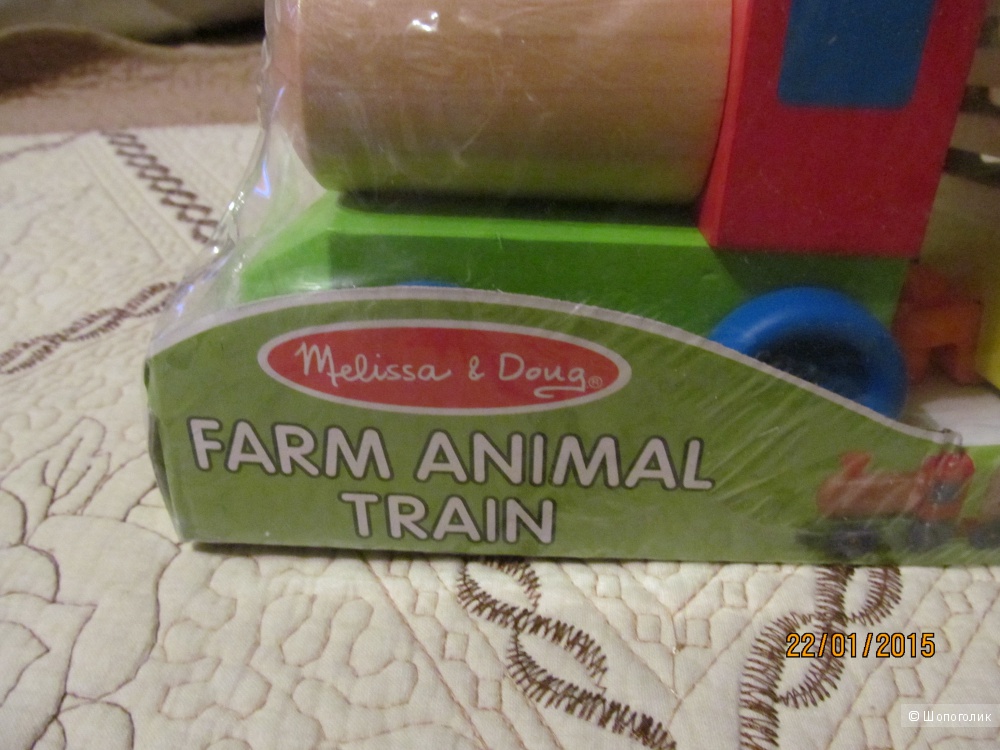 Melissa & Doug®
FARM ANIMAL
TRAIN
22/01/2015
© Шопоголик